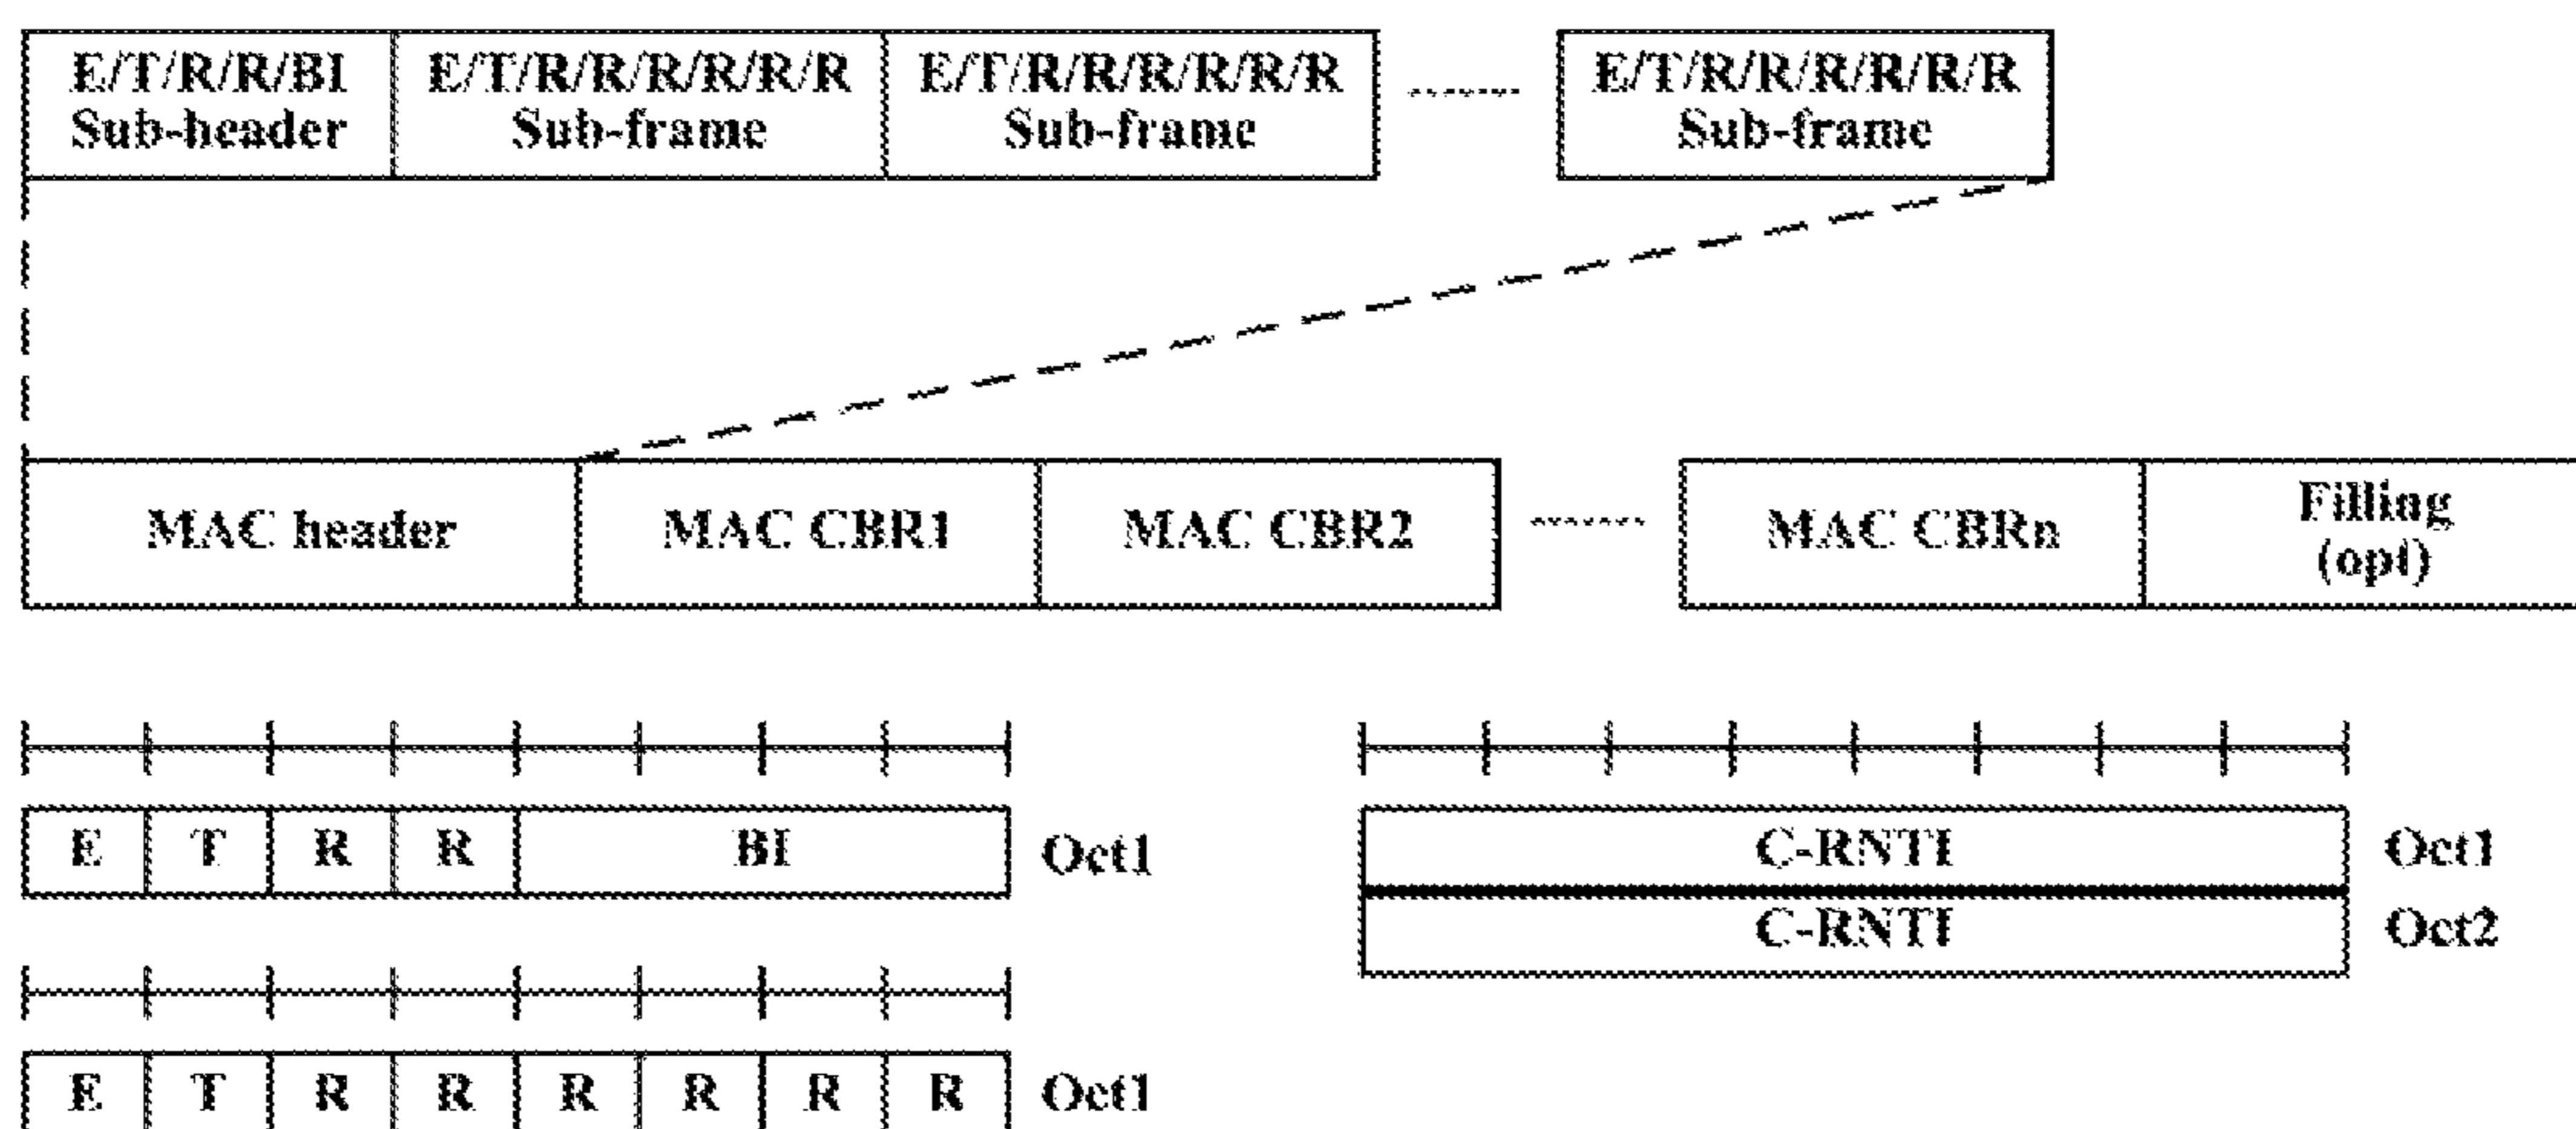 E/T/R/R/BI E/T/R/R/R/R/R/R E/T/R/R/R/R/R/R E/T/R/R/R/R/R/R
Sub-header Sub-frame Sub-frame Sub-frame
MAC header MAC CBR1 MAC CBR2 MAC CBRn Filling (opt)
E T R R BI Oct1
C-RNTI Oct1
C-RNTI Oct2
E T R R R R R R Oct1